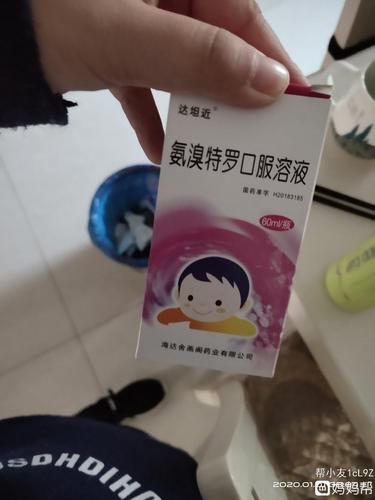 达坦近®
氨溴特罗口服溶液
国药准字 H20183185
60ml/瓶
海达舍画阁药业有限公司
SDHDIHO
帮小友1cL9Z
妈妈帮